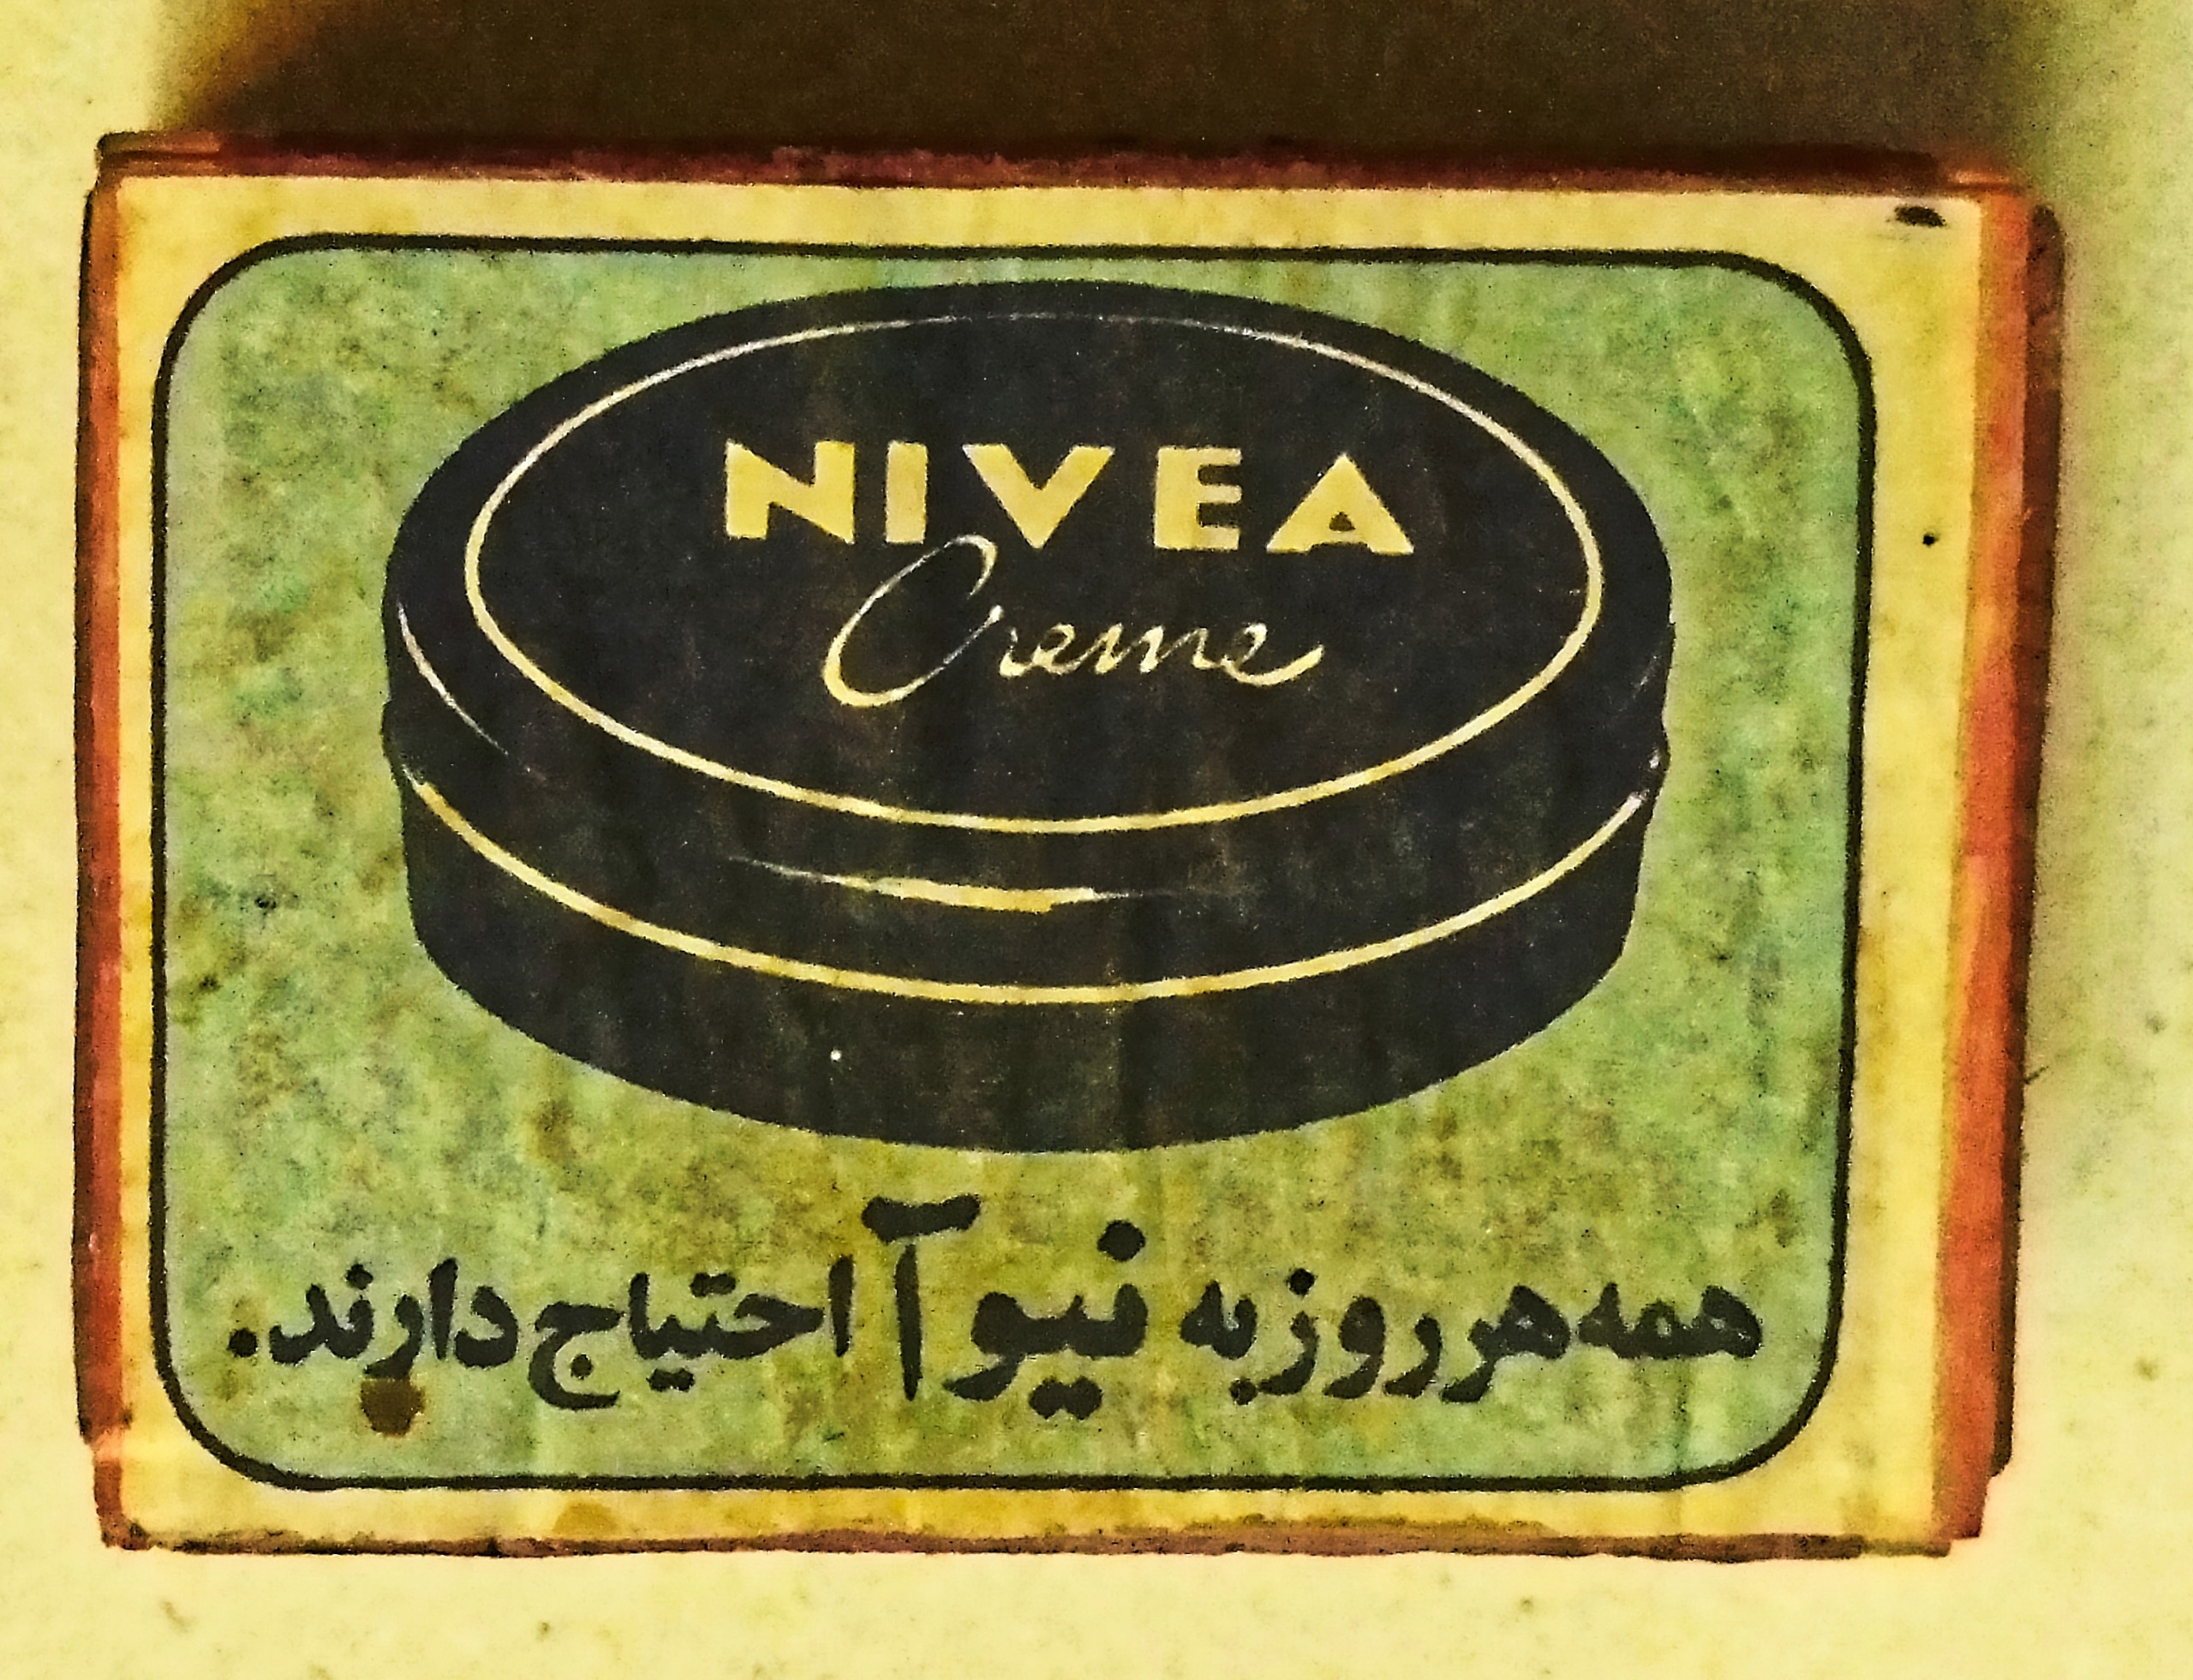 NIVEA
Creme
همه هر روز به نیوآ احتیاج دارند.